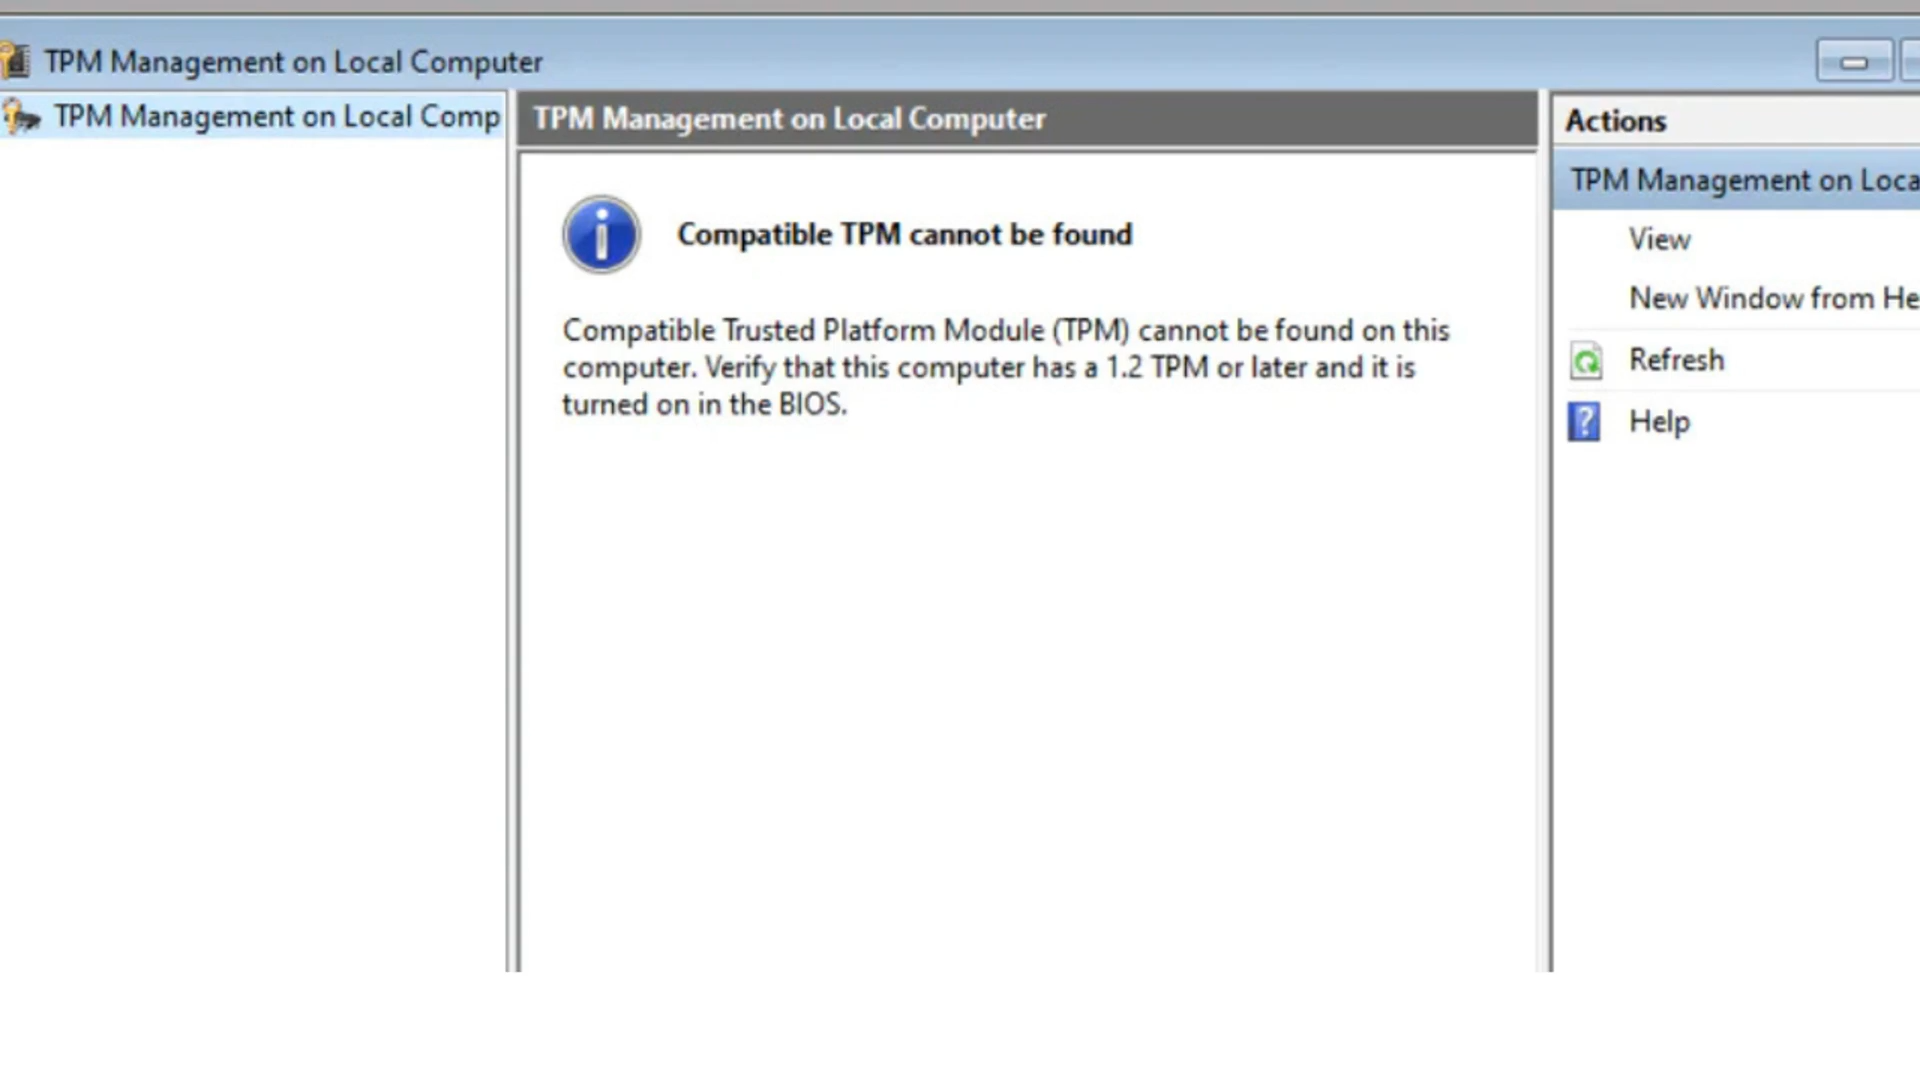 TPM Management on Local Computer
TPM Management on Local Comp
TPM Management on Local Computer
Compatible TPM cannot be found
Compatible Trusted Platform Module (TPM) cannot be found on this
computer. Verify that this computer has a 1.2 TPM or later and it is
turned on in the BIOS.
Actions
TPM Management on Loca
View
New Window from He
Refresh
Help